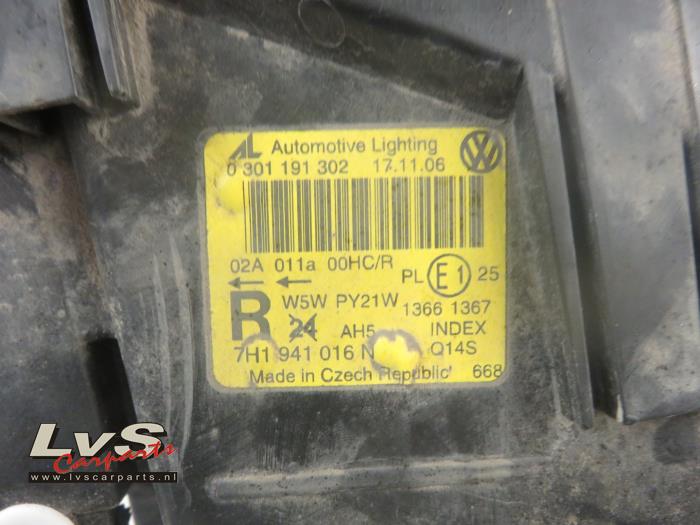 AL Automotive Lighting
0 301 191 302 17.11.06
02A 011a 00HC/R
PL E1 25
W5W PY21W
1366 1367
R 24 AH5
INDEX
7H1 941 016 N
Q14S
Made in Czech Republic
668
LvS
Carparts
www.lvscarparts.nl